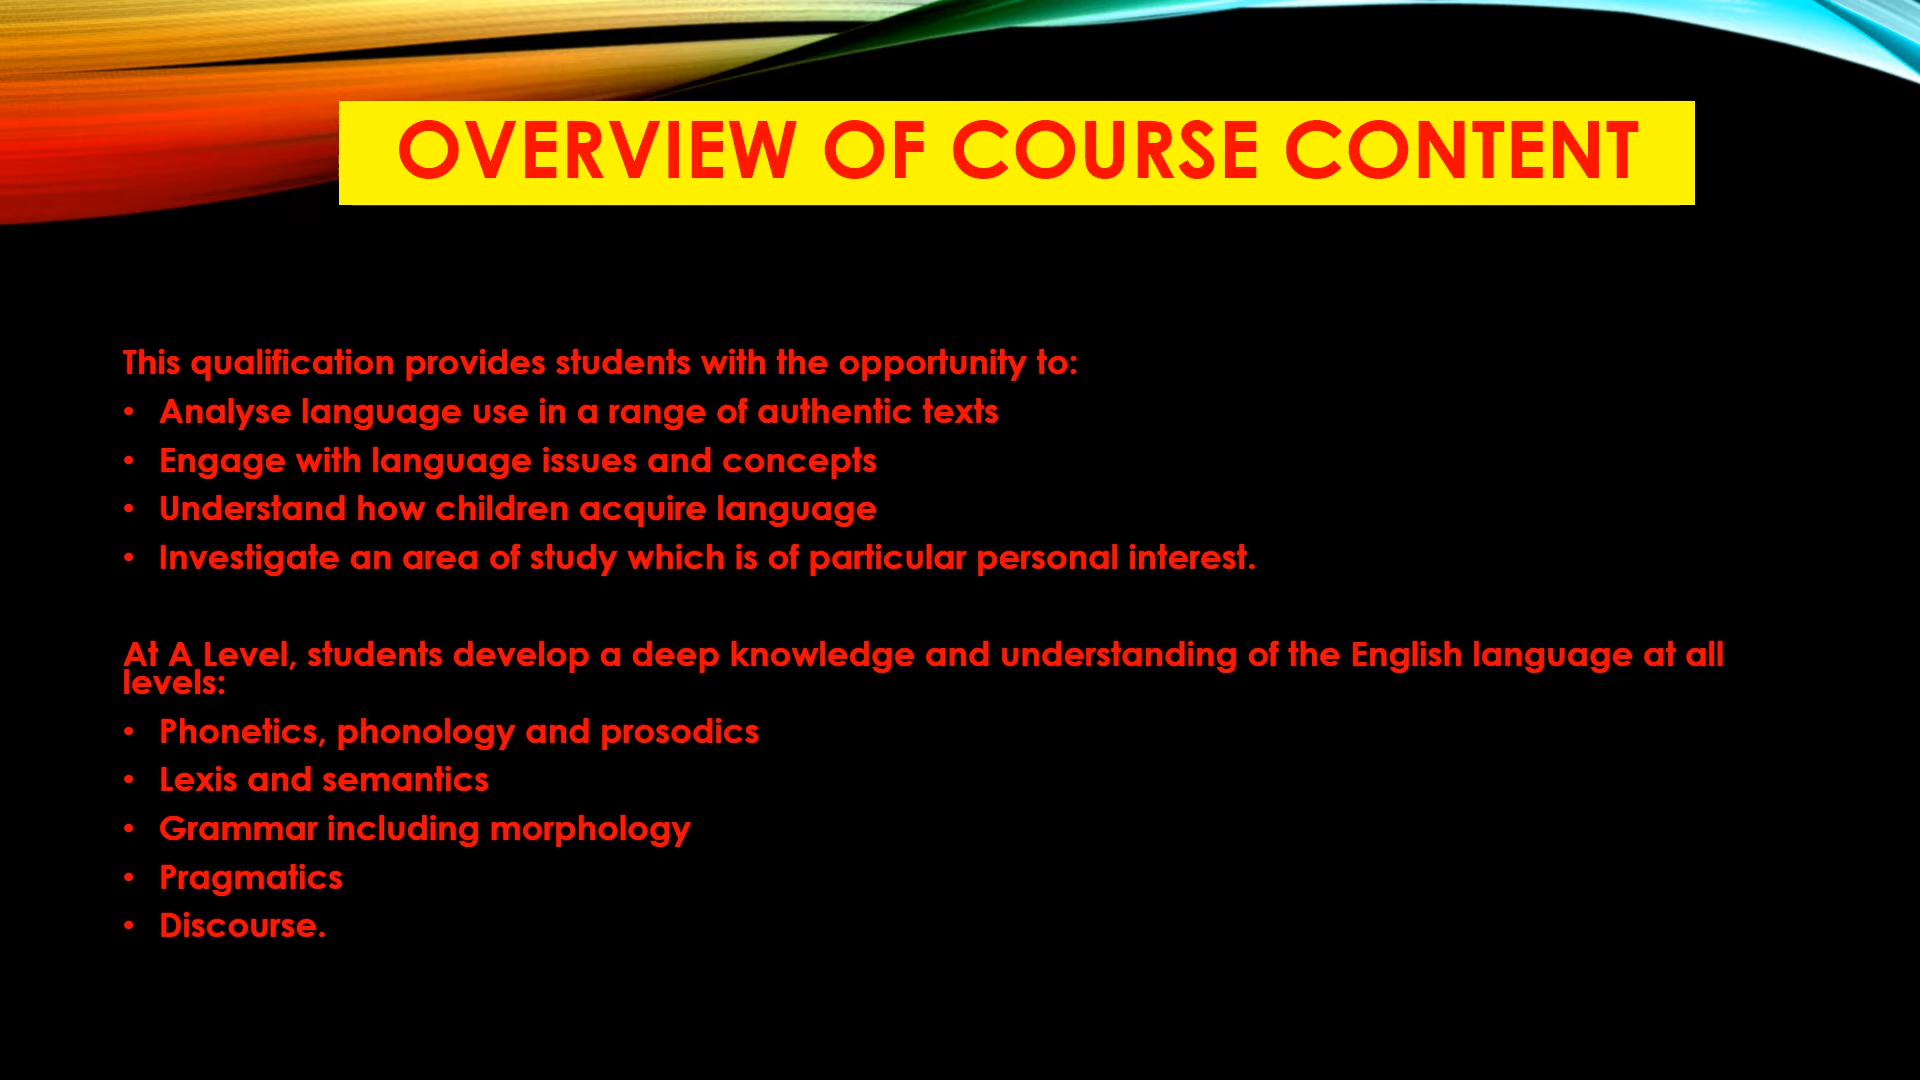 OVERVIEW OF COURSE CONTENT
This qualification provides students with the opportunity to:
• Analyse language use in a range of authentic texts
• Engage with language issues and concepts
• Understand how children acquire language
• Investigate an area of study which is of particular personal interest.
At A Level, students develop a deep knowledge and understanding of the English language at all
levels:
• Phonetics, phonology and prosodics
• Lexis and semantics
• Grammar including morphology
• Pragmatics
• Discourse.